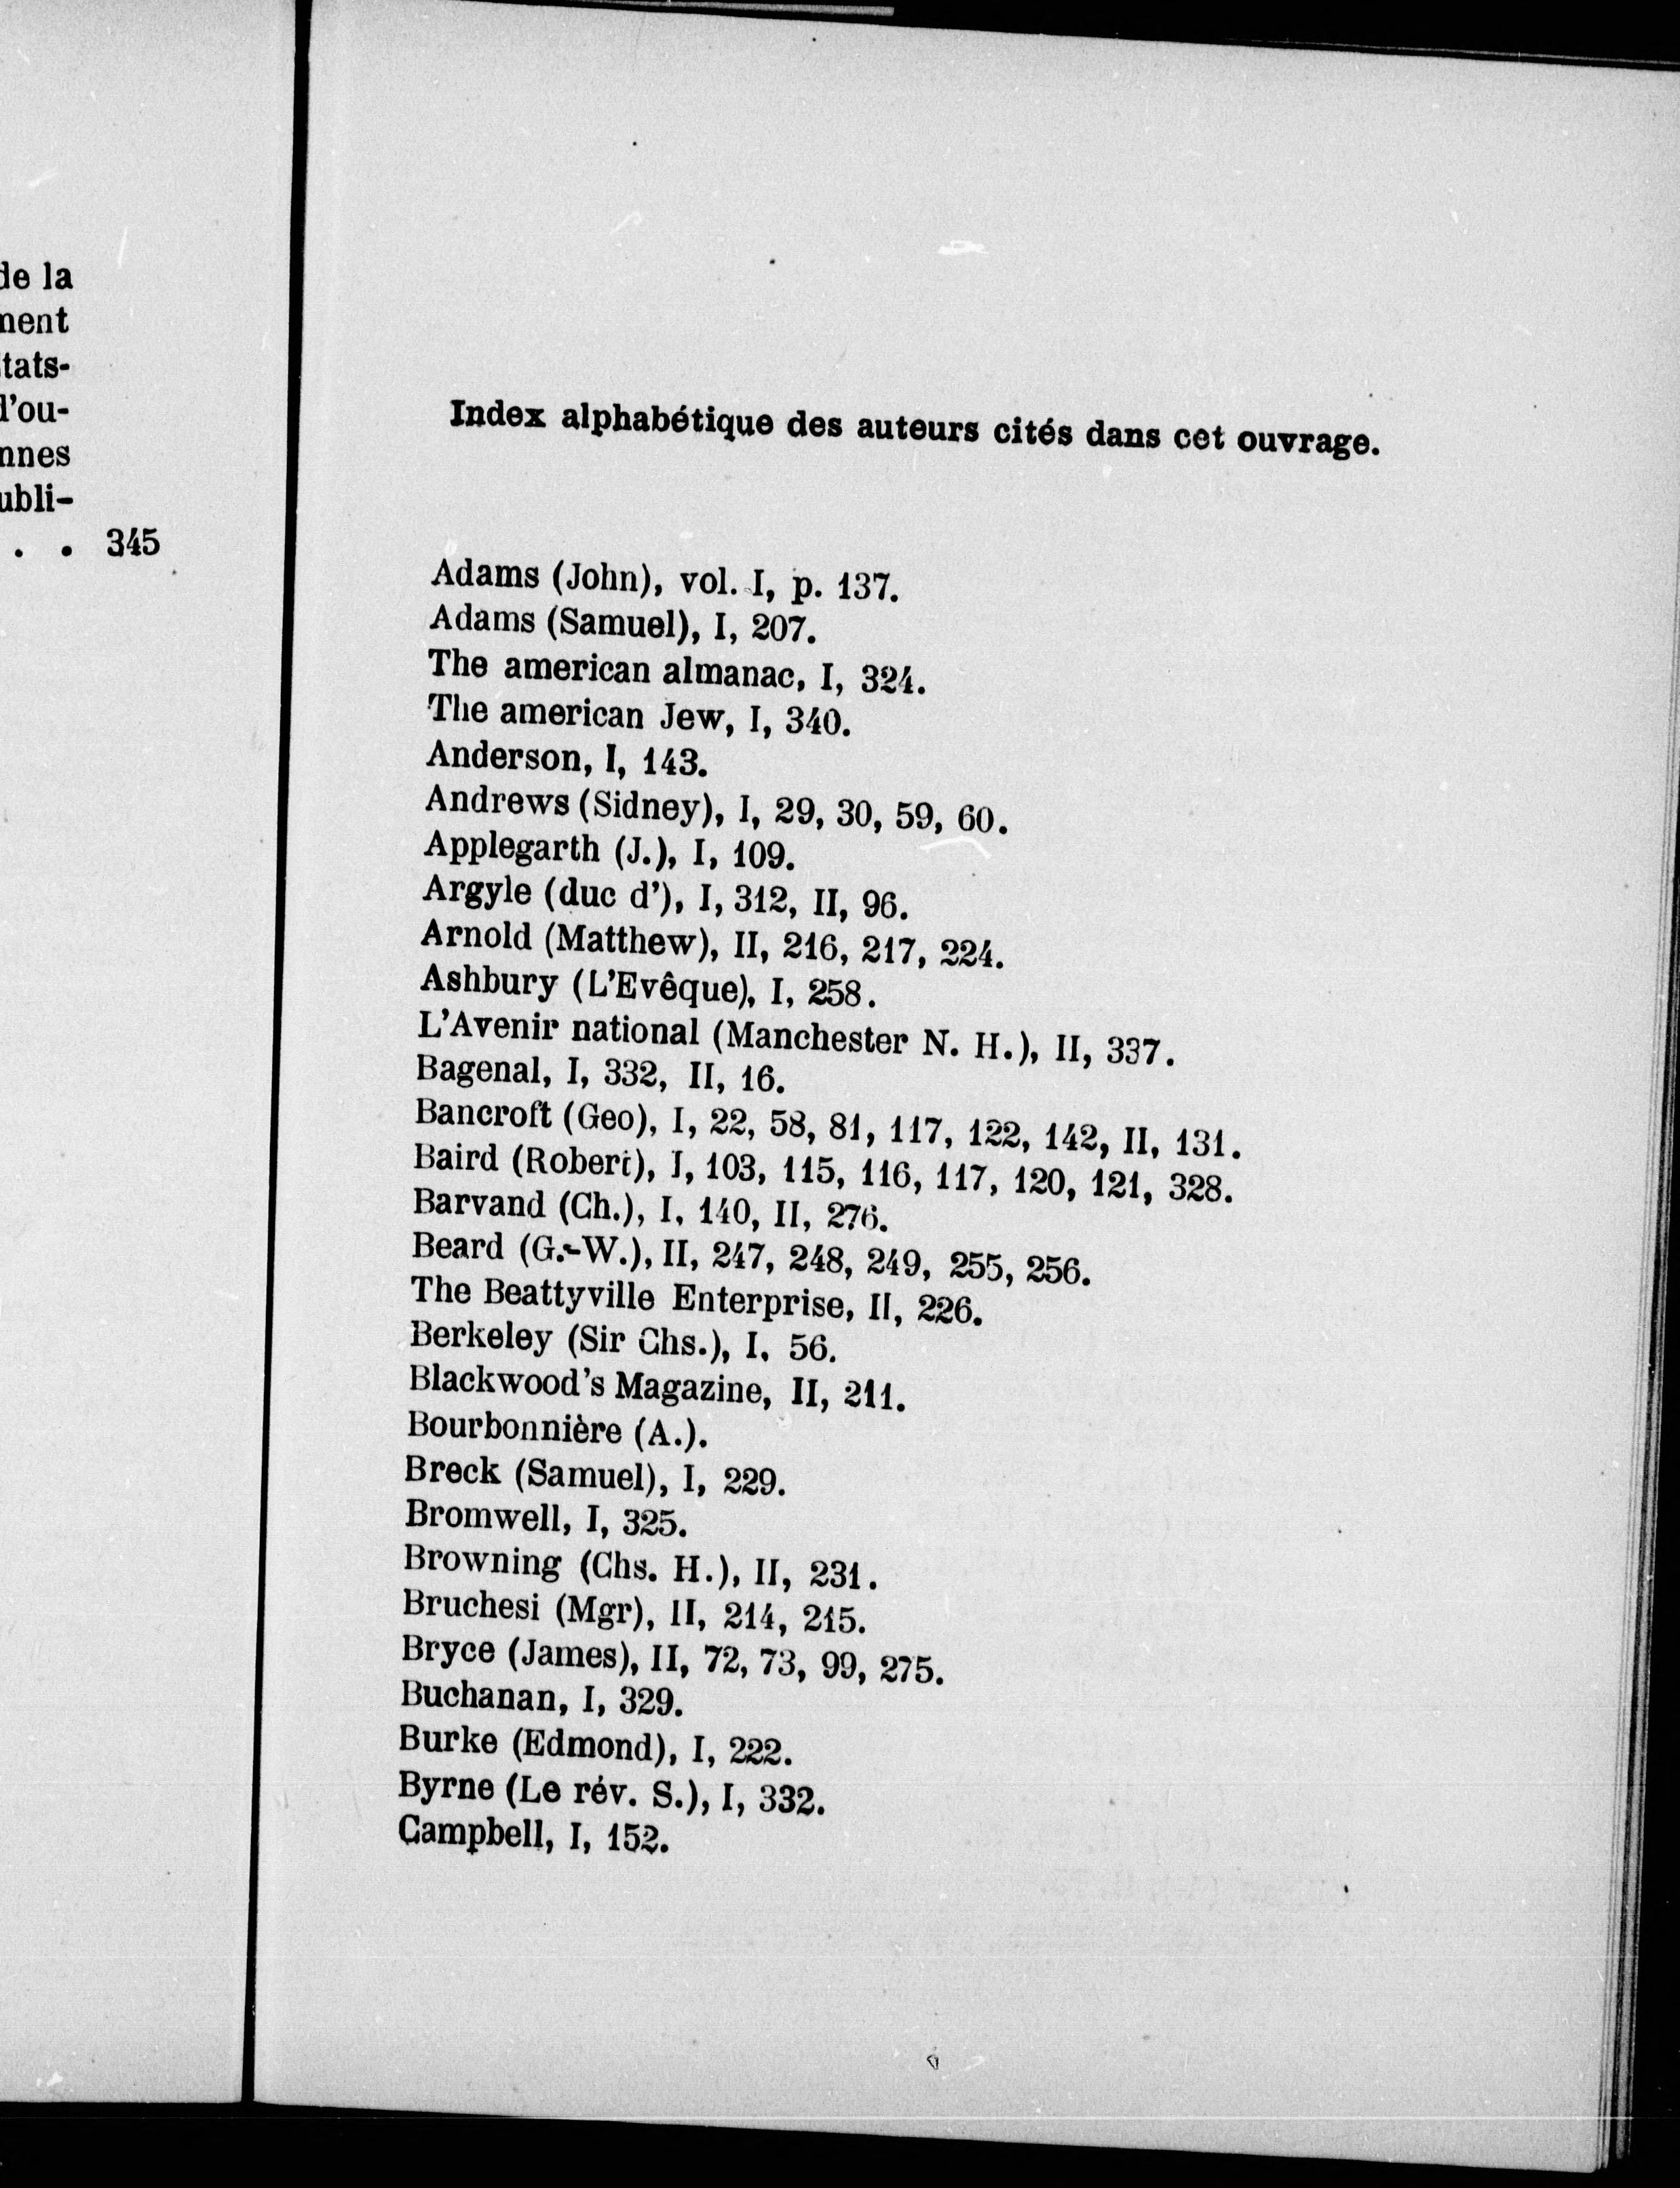 de la
ment
tats-
d'ou-
nnes
ubli-
. . 345
Index alphabétique des auteurs cités dans cet ouvrage.
Adams (John), vol. I, p. 137.
Adams (Samuel), I, 207.
The american almanac, I, 324.
The american Jew, I, 340.
Anderson, I, 143.
Andrews (Sidney), I, 29, 30, 59, 60.
Applegarth (J.), I, 109.
Argyle (duc d'), I, 312, II, 96.
Arnold (Matthew), II, 216, 217, 224.
Ashbury (L'Evêque), I, 258.
L'Avenir national (Manchester N. H.), II, 337.
Bagenal, I, 332, II, 16.
Bancroft (Geo), I, 22, 58, 81, 117, 122, 142, II, 131.
Baird (Robert), I, 103, 115, 116, 117, 120, 121, 328.
Barvand (Ch.), I, 140, II, 276.
Beard (G.-W.), II, 247, 248, 249, 255, 256.
The Beattyville Enterprise, II, 226.
Berkeley (Sir Chs.), I, 56.
Blackwood's Magazine, II, 211.
Bourbonnière (A.).
Breck (Samuel), I, 229.
Bromwell, I, 325.
Browning (Chs. H.), II, 231.
Bruchesi (Mgr), II, 214, 215.
Bryce (James), II, 72, 73, 99, 275.
Buchanan, I, 329.
Burke (Edmond), I, 222.
Byrne (Le rév. S.), I, 332.
Campbell, I, 152.